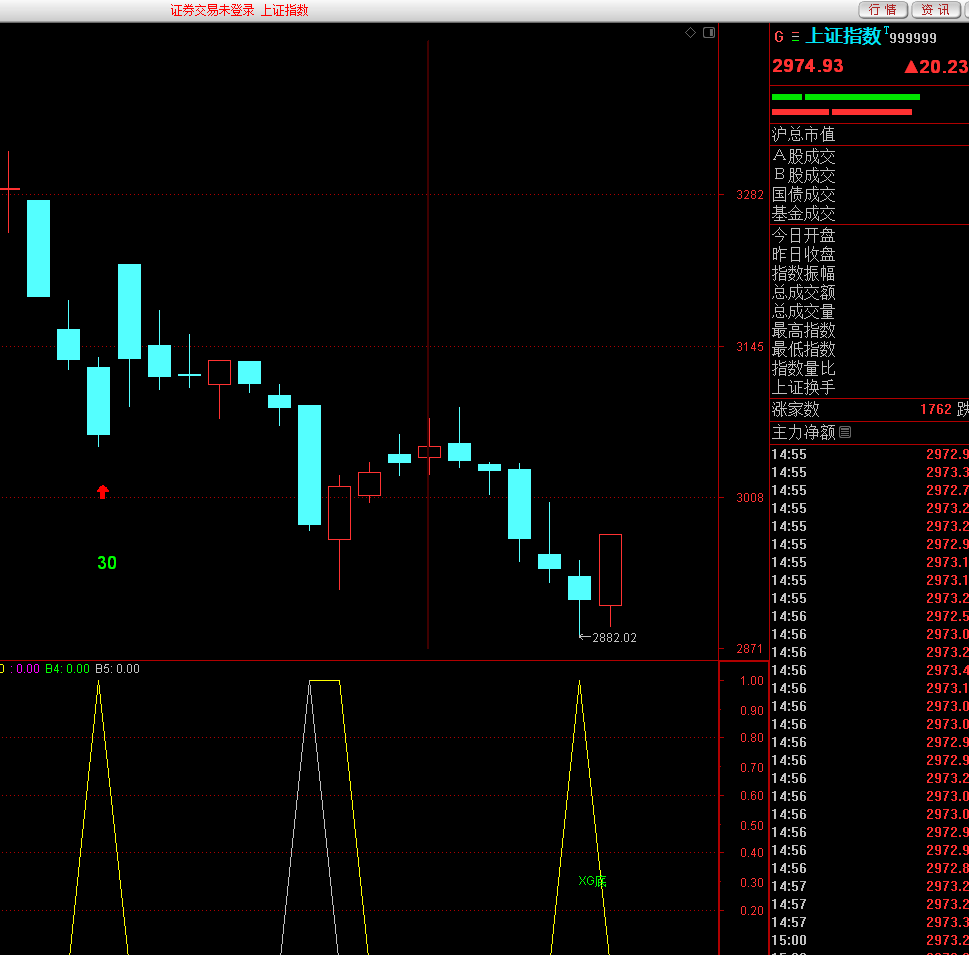 证券交易未登录 上证指数
行 情
资 讯
G 三 上证指数T999999
2974.93 ▲20.23
沪总市值
A股成交
B股成交
国债成交
基金成交
今日开盘
昨日收盘
指数振幅
总成交额
总成交量
最高指数
最低指数
指数量比
上证换手
涨家数 1762 跌
主力净额
3282
3145
3008
2871
30
←2882.02
: 0.00 B4: 0.00 B5: 0.00
1.00
0.90
0.80
0.70
0.60
0.50
0.40
0.30
0.20
XG底
14:55 2972.9
14:55 2973.3
14:55 2972.7
14:55 2973.2
14:55 2973.2
14:55 2972.9
14:55 2973.1
14:55 2973.1
14:55 2973.2
14:56 2972.5
14:56 2973.0
14:56 2973.2
14:56 2973.4
14:56 2973.1
14:56 2973.0
14:56 2973.0
14:56 2972.9
14:56 2972.9
14:56 2973.2
14:56 2973.0
14:56 2973.0
14:56 2972.9
14:56 2972.9
14:56 2972.8
14:57 2973.2
14:57 2973.2
14:57 2973.3
15:00 2973.2